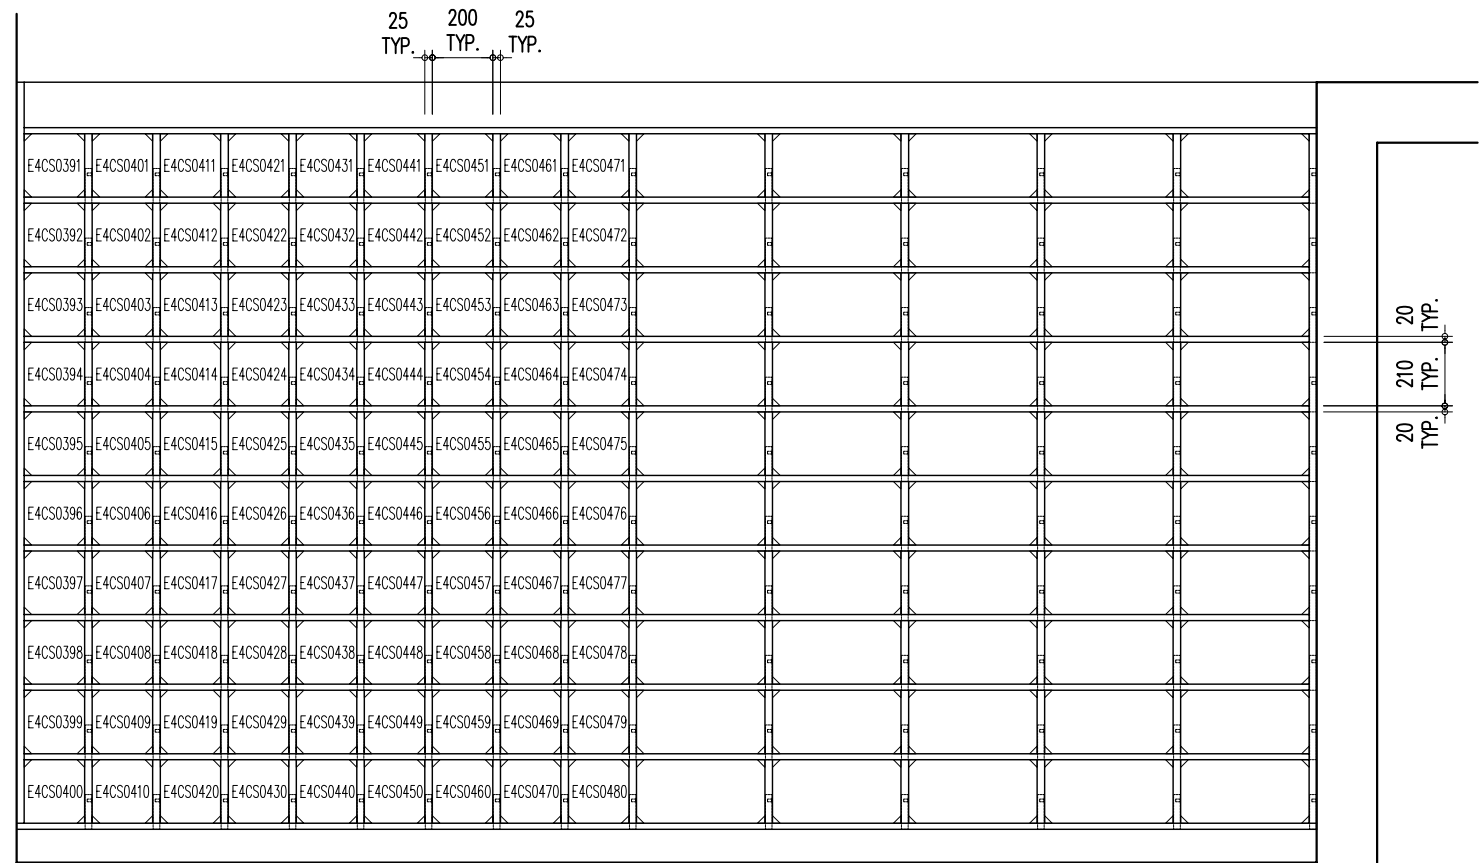 25 200 25
TYP. TYP. TYP.
E4CS0391 E4CS0401 E4CS0411 E4CS0421 E4CS0431 E4CS0441 E4CS0451 E4CS0461 E4CS0471
E4CS0392 E4CS0402 E4CS0412 E4CS0422 E4CS0432 E4CS0442 E4CS0452 E4CS0462 E4CS0472
E4CS0393 E4CS0403 E4CS0413 E4CS0423 E4CS0433 E4CS0443 E4CS0453 E4CS0463 E4CS0473
20
TYP.
E4CS0394 E4CS0404 E4CS0414 E4CS0424 E4CS0434 E4CS0444 E4CS0454 E4CS0464 E4CS0474
210
TYP.
E4CS0395 E4CS0405 E4CS0415 E4CS0425 E4CS0435 E4CS0445 E4CS0455 E4CS0465 E4CS0475
20
TYP.
E4CS0396 E4CS0406 E4CS0416 E4CS0426 E4CS0436 E4CS0446 E4CS0456 E4CS0466 E4CS0476
E4CS0397 E4CS0407 E4CS0417 E4CS0427 E4CS0437 E4CS0447 E4CS0457 E4CS0467 E4CS0477
E4CS0398 E4CS0408 E4CS0418 E4CS0428 E4CS0438 E4CS0448 E4CS0458 E4CS0468 E4CS0478
E4CS0399 E4CS0409 E4CS0419 E4CS0429 E4CS0439 E4CS0449 E4CS0459 E4CS0469 E4CS0479
E4CS0400 E4CS0410 E4CS0420 E4CS0430 E4CS0440 E4CS0450 E4CS0460 E4CS0470 E4CS0480